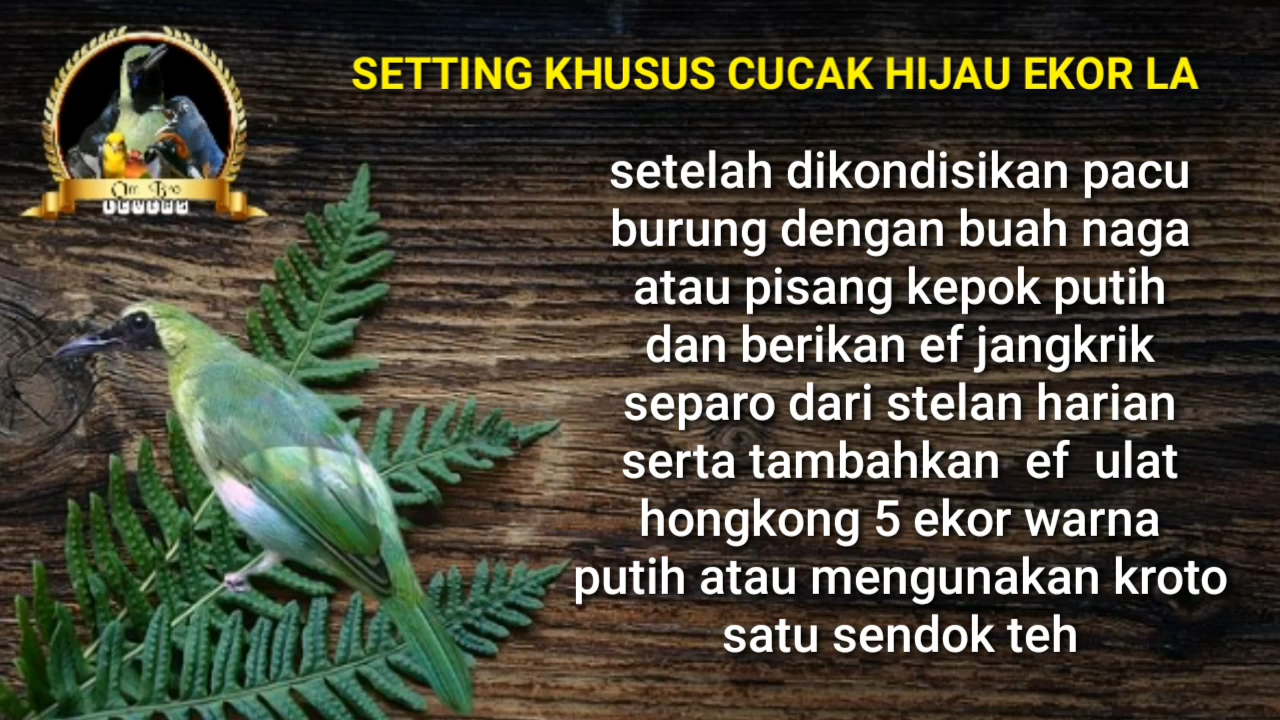 SETTING KHUSUS CUCAK HIJAU EKOR LA
setelah dikondisikan pacu
burung dengan buah naga
atau pisang kepok putih
dan berikan ef jangkrik
separo dari stelan harian
serta tambahkan ef ulat
hongkong 5 ekor warna
putih atau mengunakan kroto
satu sendok teh